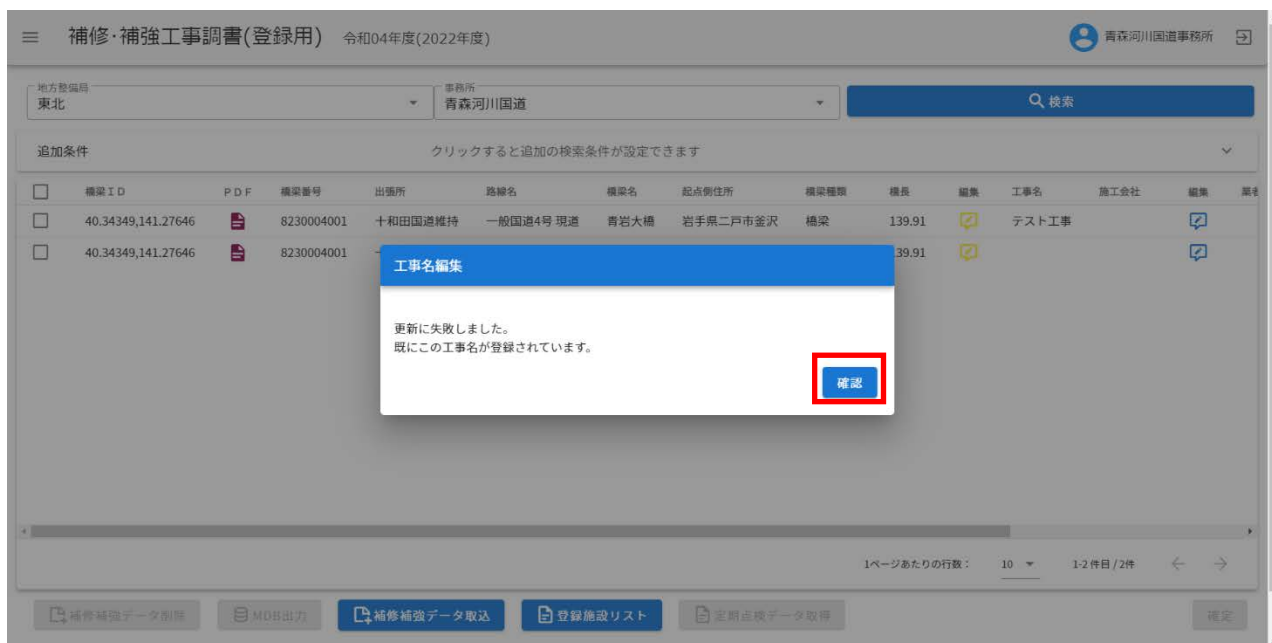 補修･補強工事調書(登録用) 令和04年度(2022年度) 青森河川国道事務所
地方整備局 事務所
東北 青森河川国道 検索
追加条件 クリックすると追加の検索条件が設定できます
橋梁ID PDF 橋梁番号 出張所 路線名 橋梁名 起点側住所 橋梁種類 橋長 編集 工事名 施工会社 編集 業者
40.34349,141.27646 8230004001 十和田国道維持 一般国道4号 現道 青岩大橋 岩手県二戸市釜沢 橋梁 139.91 テスト工事
40.34349,141.27646 8230004001 39.91
工事名編集
更新に失敗しました。
既にこの工事名が登録されています。
確認
1ページあたりの行数： 10 1-2 件目 / 2件
補修補強データ削除 MDB出力 補修補強データ取込 登録施設リスト 定期点検データ取得 確定